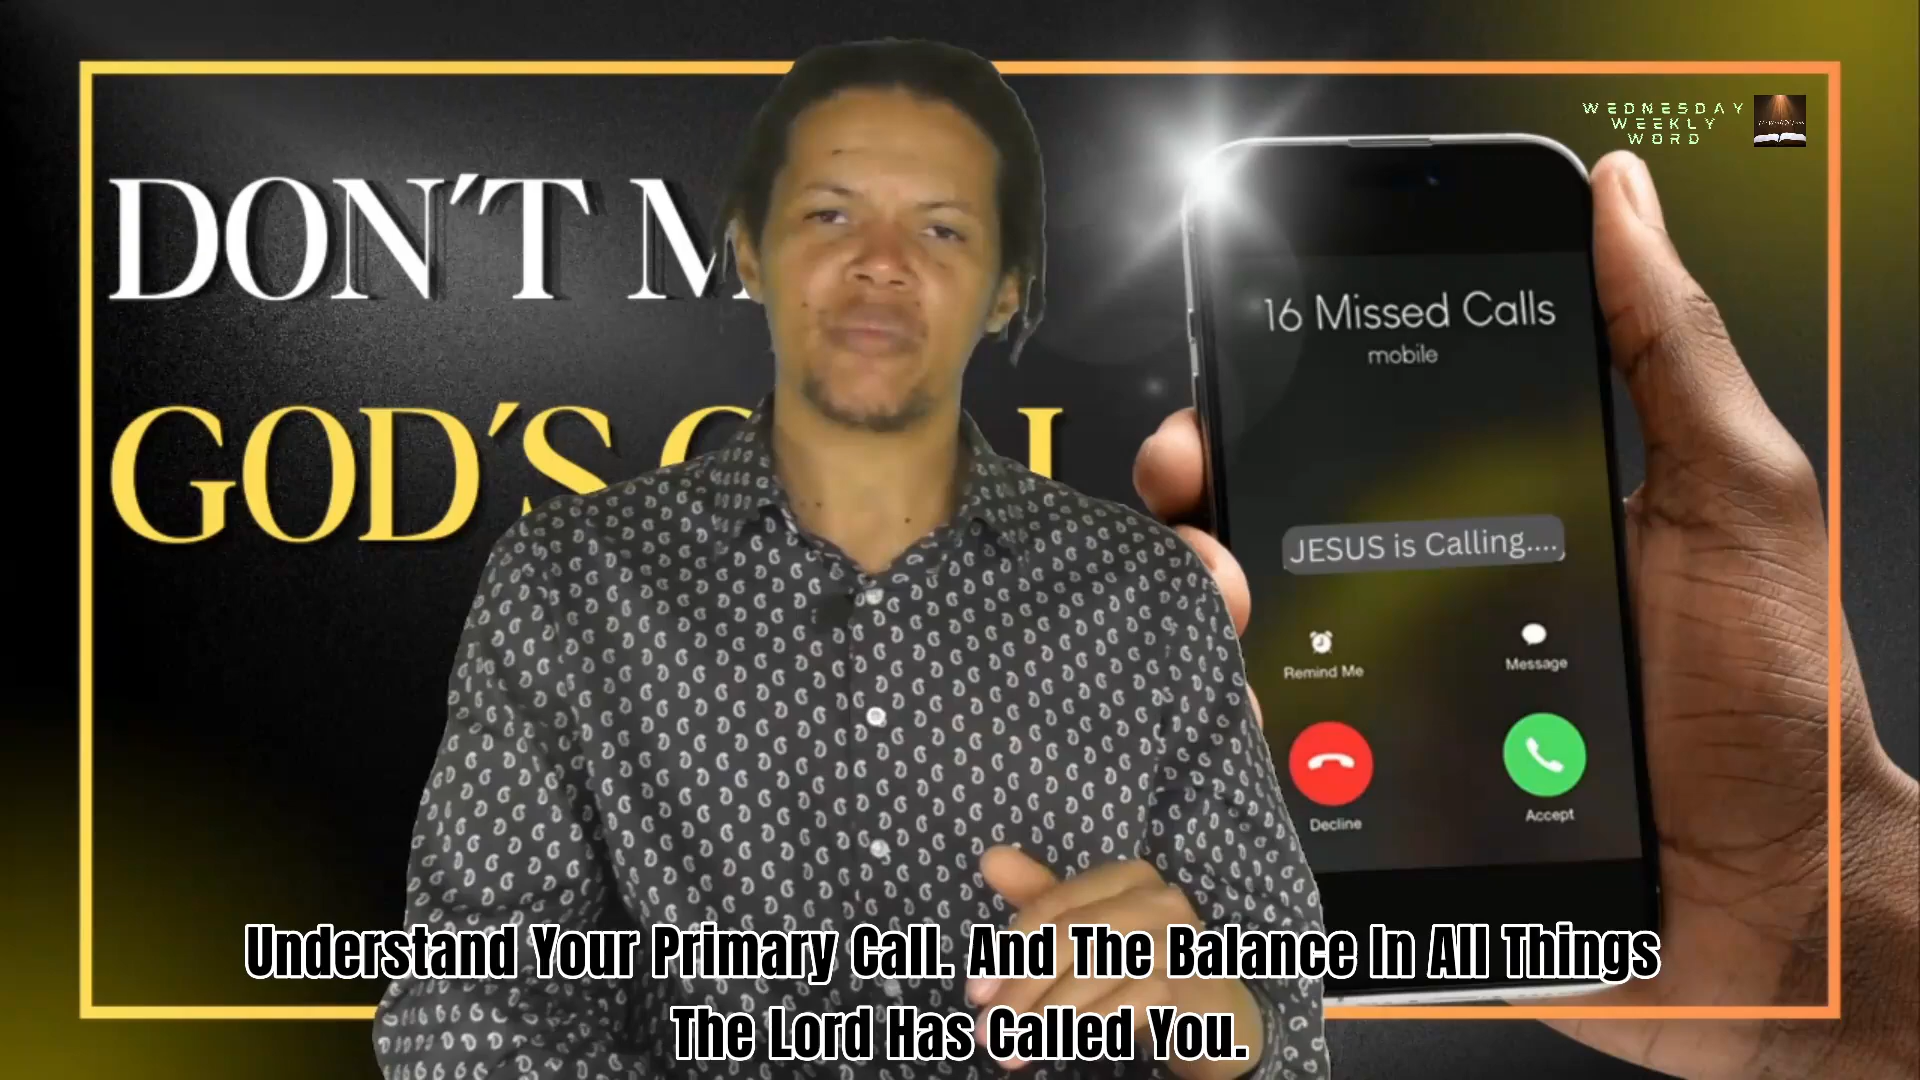 WEDNESDAY
WEEKLY
WORD
DON'T M
GOD'S C L
16 Missed Calls
mobile
JESUS is Calling....
Remind Me
Message
Decline
Accept
Understand Your Primary Call. And The Balance In All Things
The Lord Has Called You.